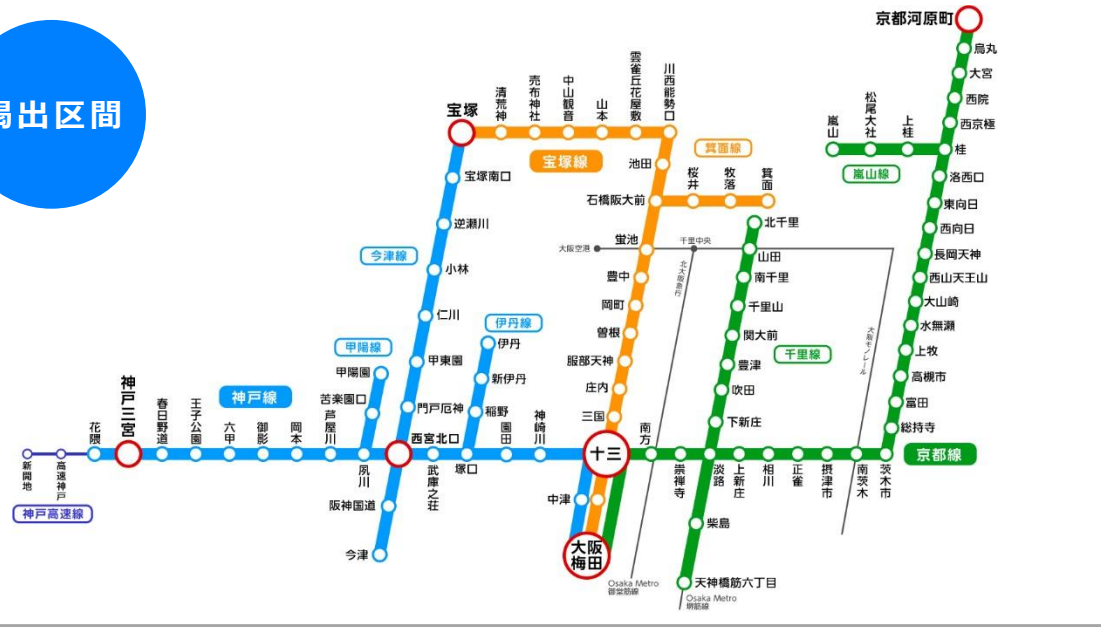 掲出区間
京都河原町
烏丸
大宮
西院
西京極
桂
洛西口
東向日
西向日
長岡天神
西山天王山
大山崎
水無瀬
上牧
高槻市
富田
総持寺
茨木市
京都線
嵐山
松尾大社
上桂
嵐山線
宝塚
清荒神
売布神社
中山観音
山本
雲雀丘花屋敷
川西能勢口
宝塚線
箕面線
池田
石橋阪大前
桜井
牧落
箕面
蛍池
大阪空港
千里中央
豊中
岡町
曽根
服部天神
庄内
三国
北大阪急行
大阪モノレール
北千里
山田
南千里
千里山
関大前
千里線
豊津
吹田
下新庄
宝塚南口
逆瀬川
今津線
小林
仁川
甲東園
門戸厄神
西宮北口
阪神国道
今津
伊丹線
伊丹
新伊丹
稲野
甲陽線
甲陽園
苦楽園口
神戸線
新開地
高速神戸
神戸高速線
花隈
神戸三宮
春日野道
王子公園
六甲
御影
岡本
芦屋川
夙川
武庫之荘
塚口
園田
神崎川
十三
中津
大阪
梅田
南方
崇禅寺
淡路
上新庄
相川
正雀
摂津市
南茨木
柴島
天神橋筋六丁目
Osaka Metro
御堂筋線
Osaka Metro
堺筋線